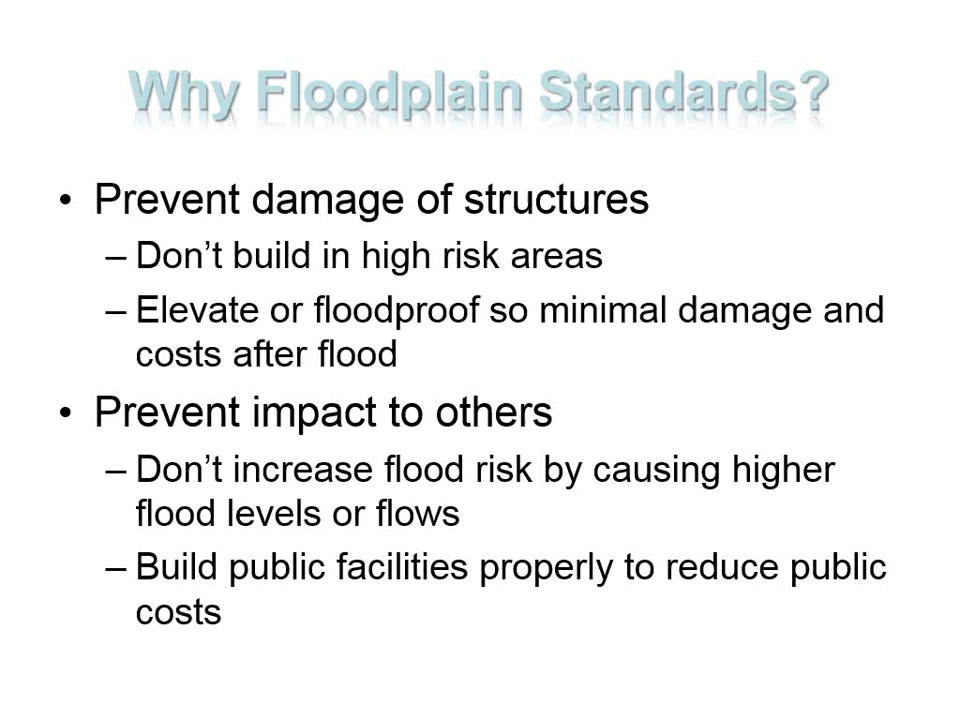 Why Floodplain Standards?
• Prevent damage of structures
– Don’t build in high risk areas
– Elevate or floodproof so minimal damage and
costs after flood
• Prevent impact to others
– Don’t increase flood risk by causing higher
flood levels or flows
– Build public facilities properly to reduce public
costs